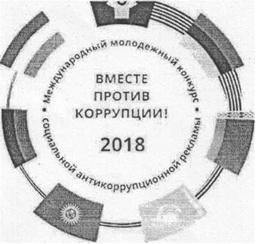 Международный молодежный конкурс
ВМЕСТЕ
ПРОТИВ
КОРРУПЦИИ!
2018
социальной антикоррупционной рекламы